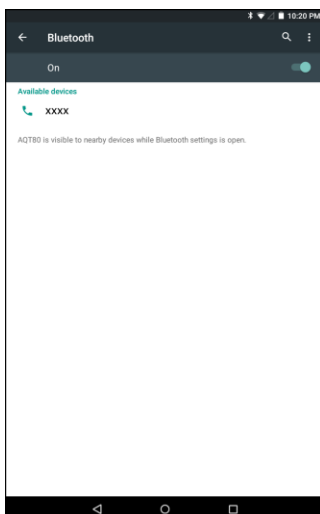 10:20 PM
Bluetooth
On
Available devices
XXXX
AQT80 is visible to nearby devices while Bluetooth settings is open.